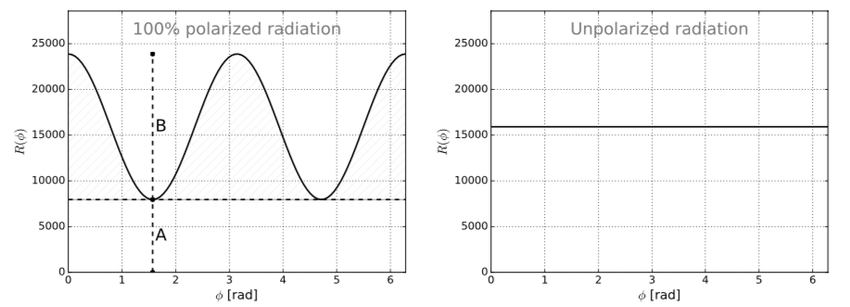 100% polarized radiation
25000
20000
15000
10000
5000
0
R(ϕ)
B
A
0 1 2 3 4 5 6
ϕ [rad]
Unpolarized radiation
25000
20000
15000
10000
5000
0
R(ϕ)
0 1 2 3 4 5 6
ϕ [rad]